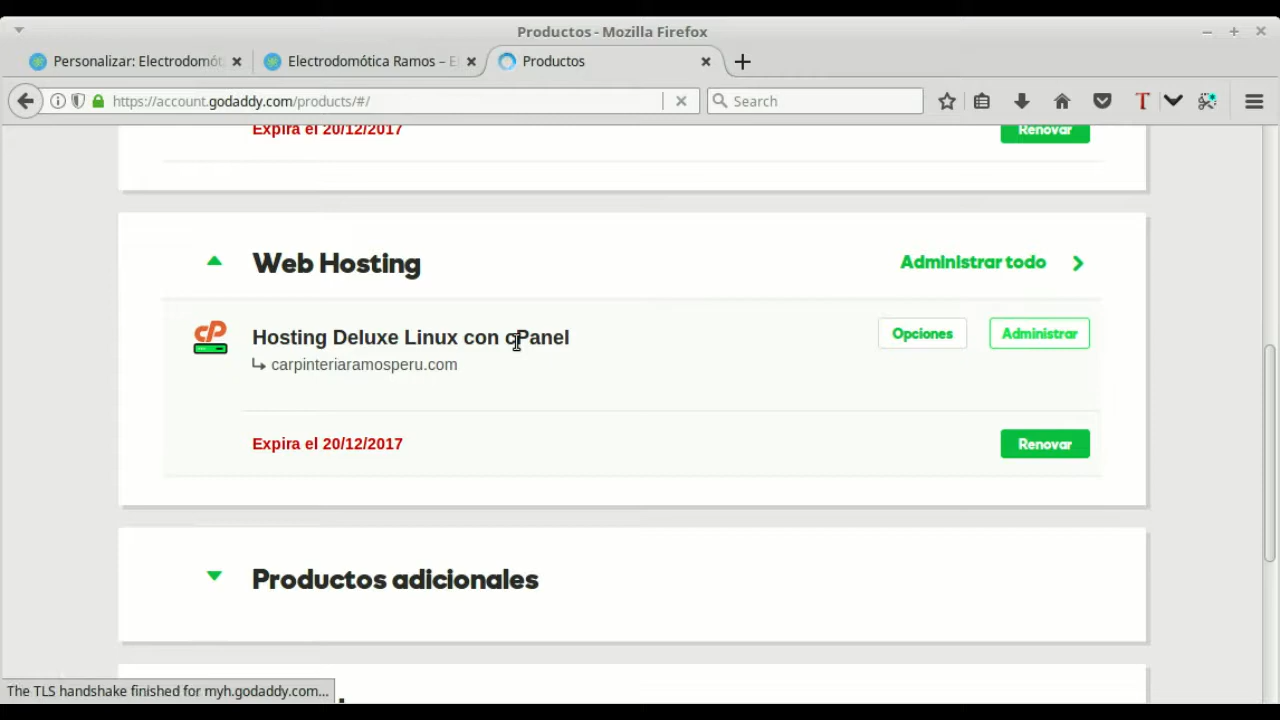 Productos - Mozilla Firefox
Personalizar: Electrodomót
Electrodomótica Ramos – E
Productos
https://account.godaddy.com/products/#/
Search
Expira el 20/12/2017
Renovar
Web Hosting
Administrar todo
cP
Hosting Deluxe Linux con cPanel
Opciones
Administrar
carpinteriaramosperu.com
Expira el 20/12/2017
Renovar
Productos adicionales
The TLS handshake finished for myh.godaddy.com...